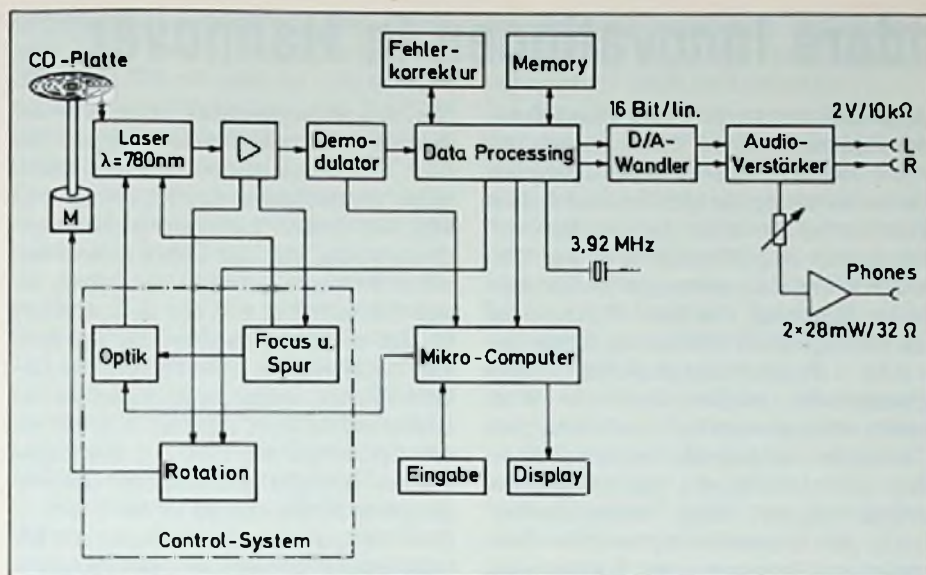 CD-Platte
Fehler-
korrektur
Memory
Laser
λ=780nm
Demo-
dulator
Data Processing
16 Bit/lin.
D/A-
Wandler
Audio-
Verstärker
2V/10kΩ
L
R
M
3,92 MHz
Phones
2×28mW/32 Ω
Optik
Focus u.
Spur
Mikro-Computer
Rotation
Eingabe
Display
Control-System